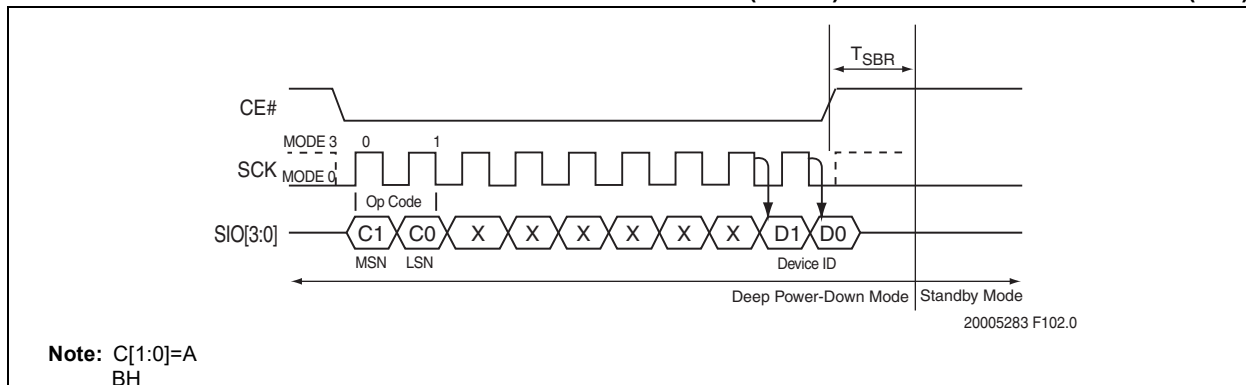 TSBR
CE#
MODE 3 0 1
SCK MODE 0
Op Code
SIO[3:0] C1 C0 X X X X X X D1 D0
MSN LSN Device ID
Deep Power-Down Mode Standby Mode
20005283 F102.0
Note: C[1:0]=A
BH